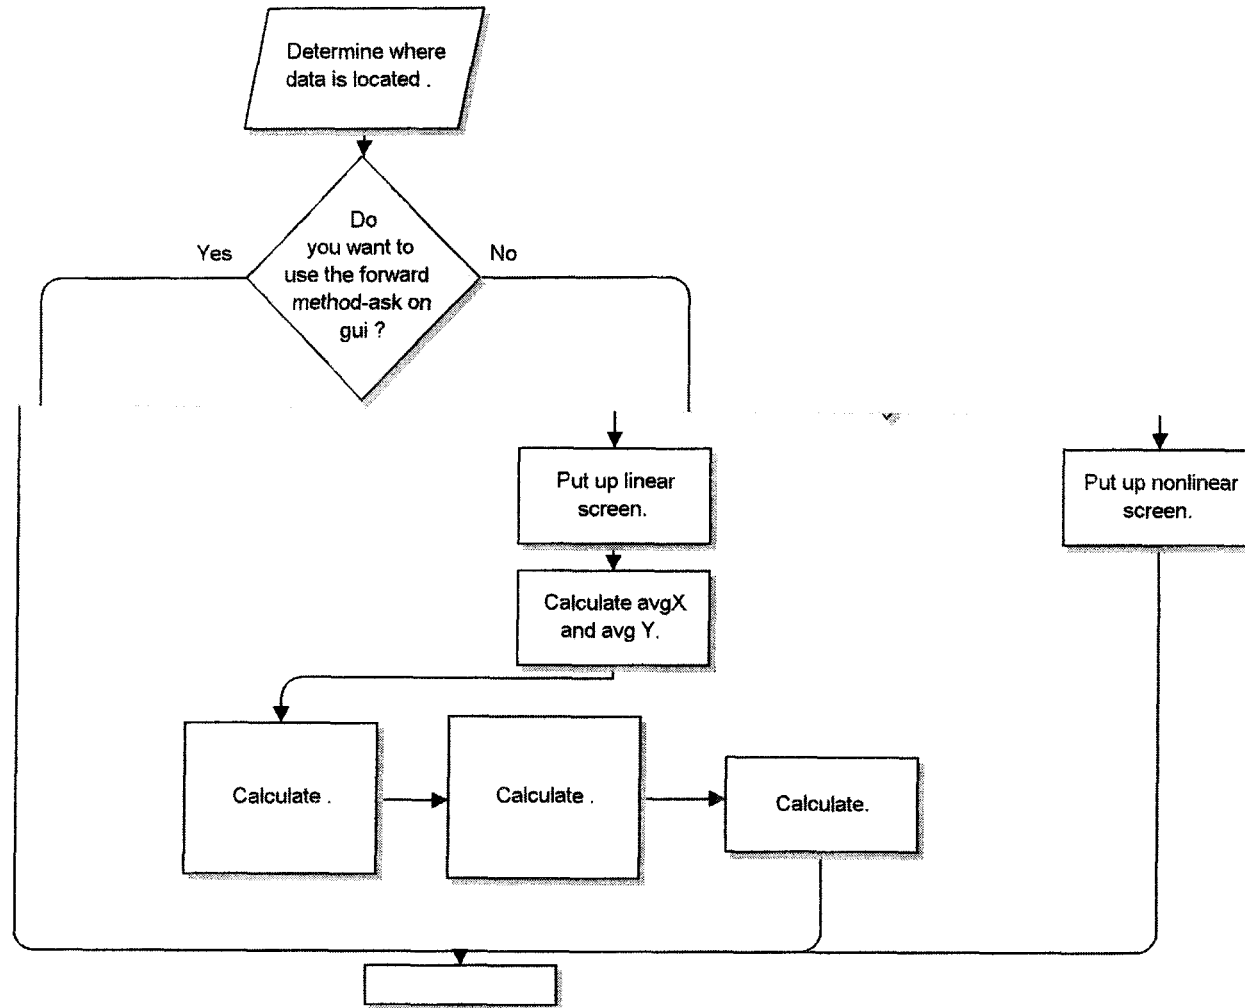 Determine where
data is located .
Do
you want to
use the forward
method-ask on
gui ?
Yes
No
Put up linear
screen.
Put up nonlinear
screen.
Calculate avgX
and avg Y.
Calculate .
Calculate .
Calculate.